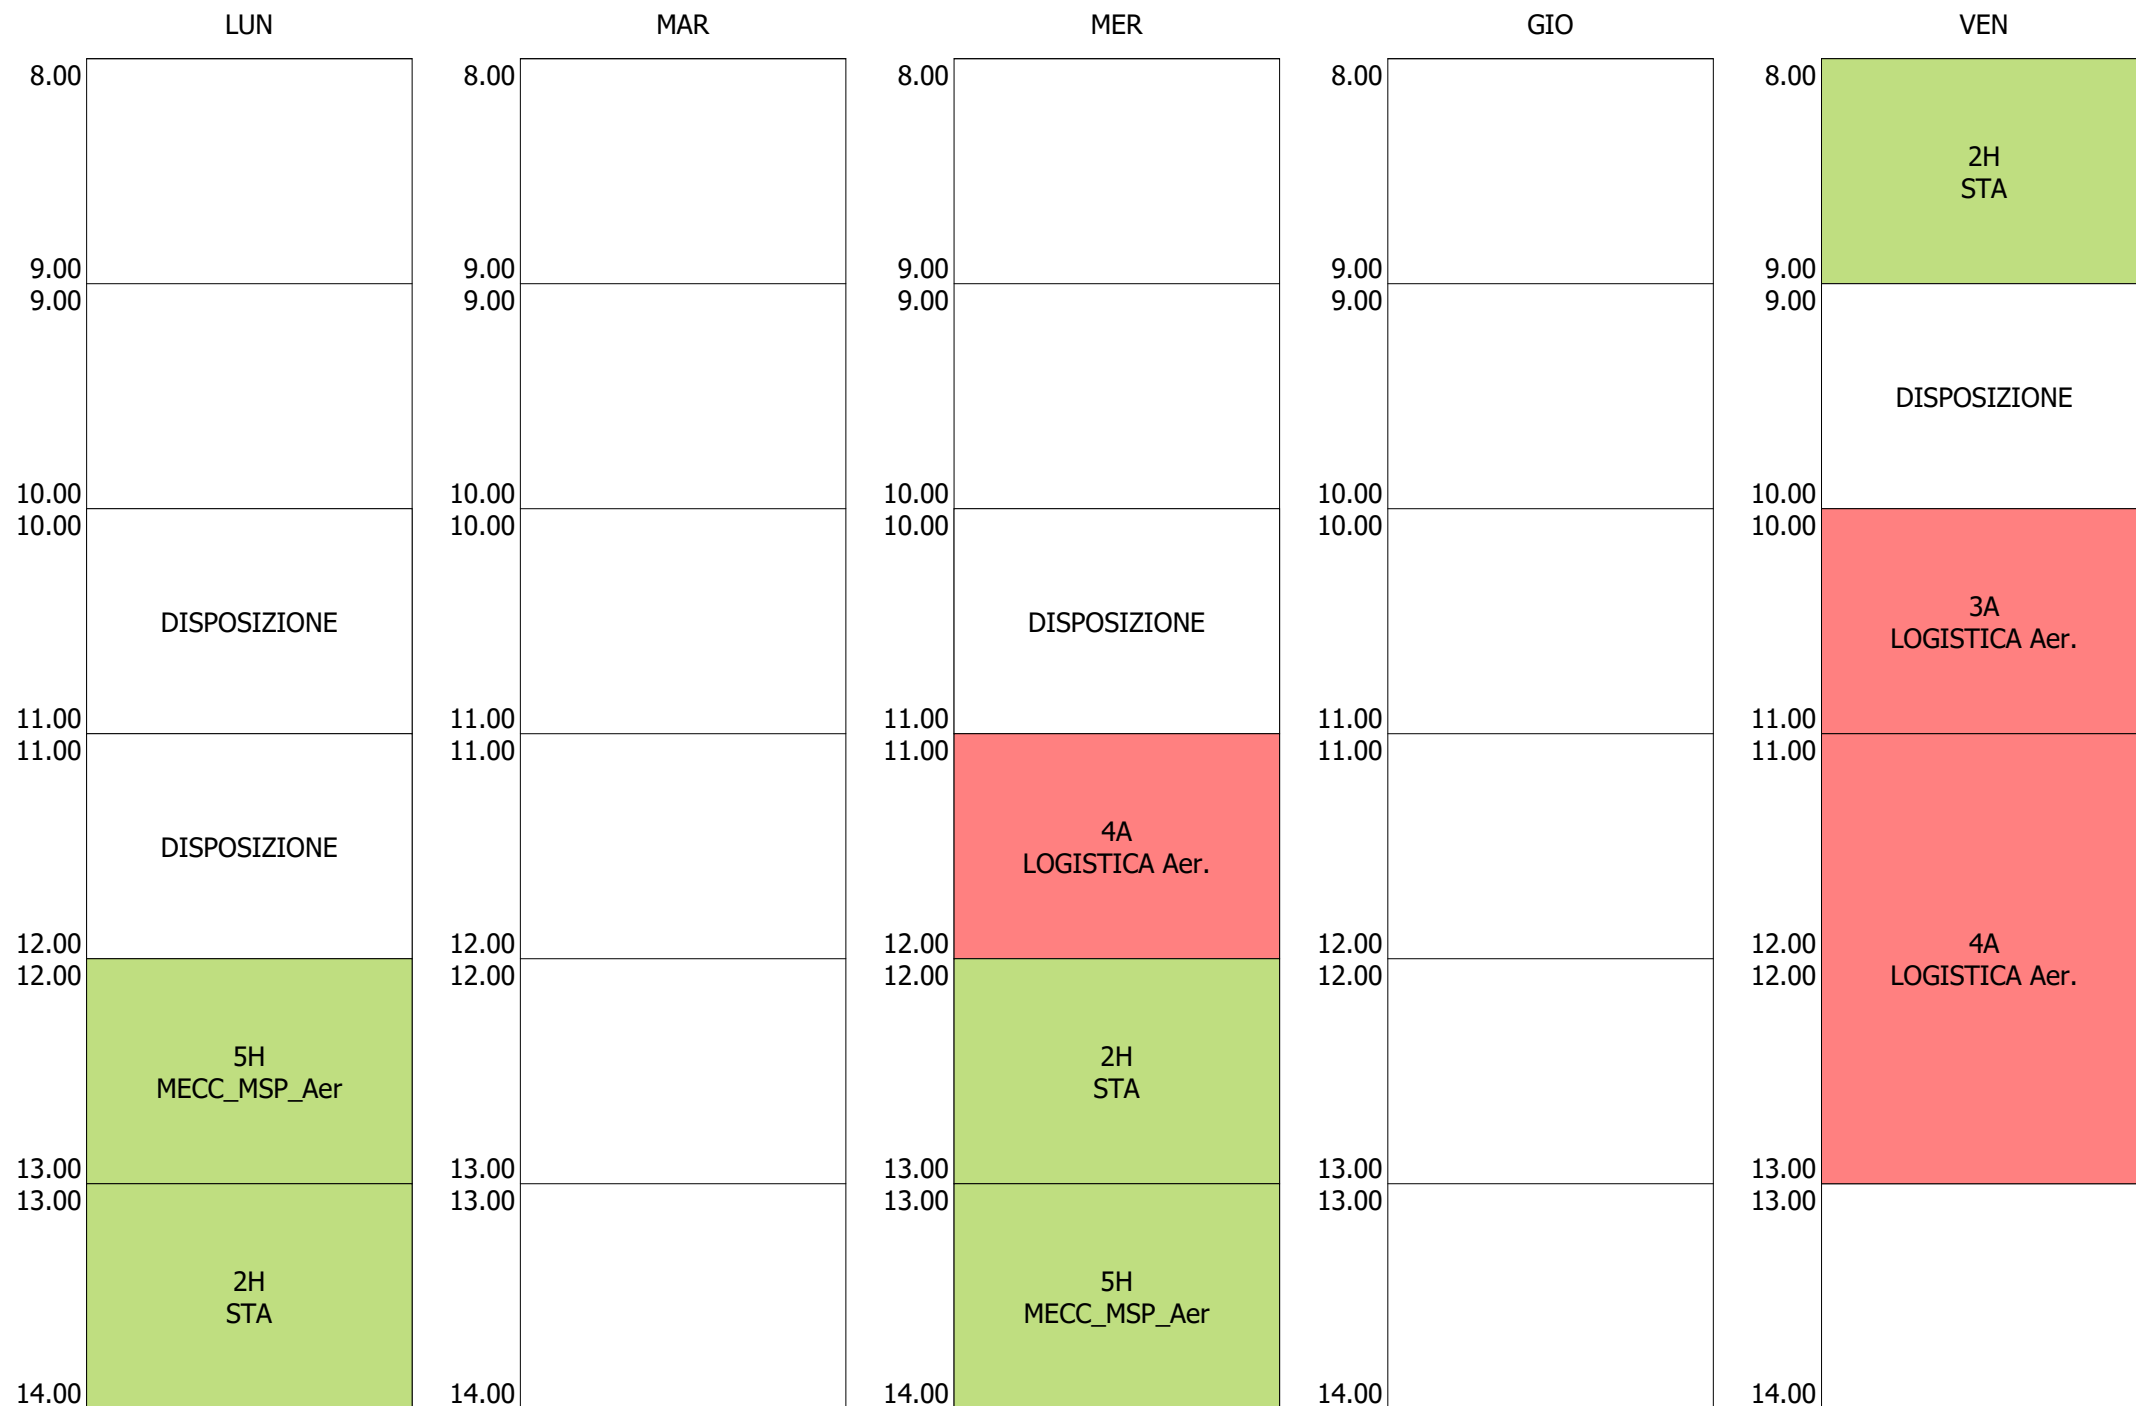 LUN MAR MER GIO VEN
8.00 8.00 8.00 8.00 8.00
2H
STA
9.00 9.00 9.00 9.00 9.00
9.00 9.00 9.00 9.00 9.00
DISPOSIZIONE
10.00 10.00 10.00 10.00 10.00
10.00 10.00 10.00 10.00 10.00
3A
DISPOSIZIONE DISPOSIZIONE
LOGISTICA Aer.
11.00 11.00 11.00 11.00 11.00
11.00 11.00 11.00 11.00 11.00
4A
DISPOSIZIONE
LOGISTICA Aer.
12.00 12.00 12.00 12.00 12.00 4A
12.00 12.00 12.00 12.00 12.00 LOGISTICA Aer.
5H 2H
MECC_MSP_Aer STA
13.00 13.00 13.00 13.00 13.00
13.00 13.00 13.00 13.00 13.00
2H 5H
STA MECC_MSP_Aer
14.00 14.00 14.00 14.00 14.00